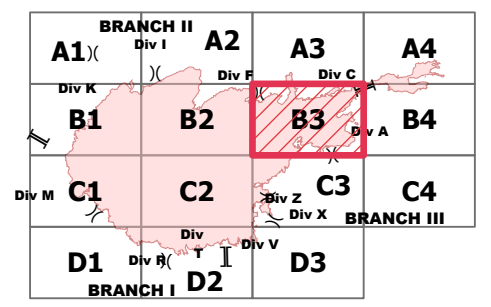 BRANCH II
A1
Div I
A2
A3
A4
Div F
Div C
Div K
B1
B2
B3
B4
Div A
Div M
C1
C2
Div Z
C3
C4
Div X
BRANCH III
Div T
Div V
D1
Div R
D2
D3
BRANCH I